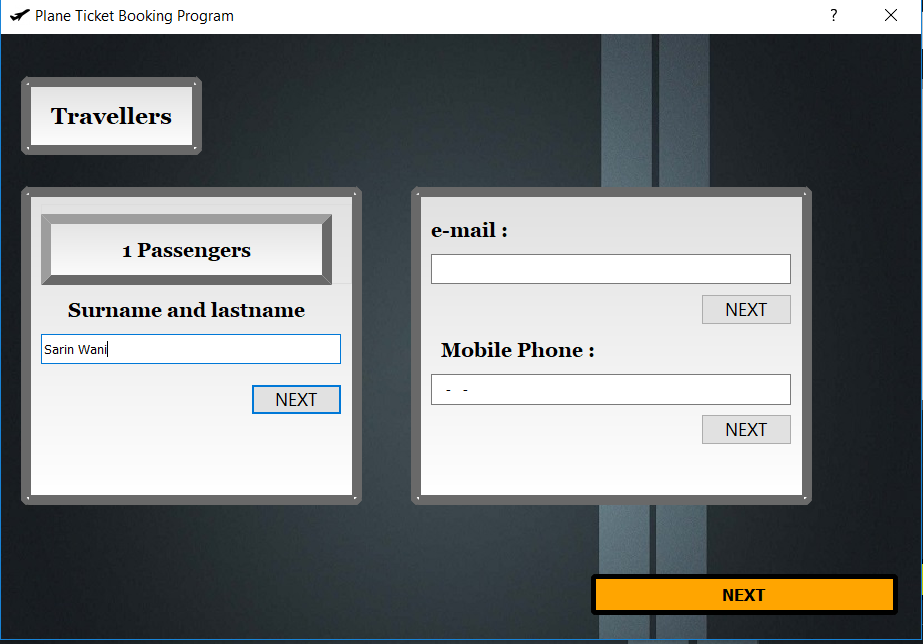 Plane Ticket Booking Program
?
Travellers
1 Passengers
Surname and lastname
Sarin Wani
NEXT
e-mail :
NEXT
Mobile Phone :
- -
NEXT
NEXT